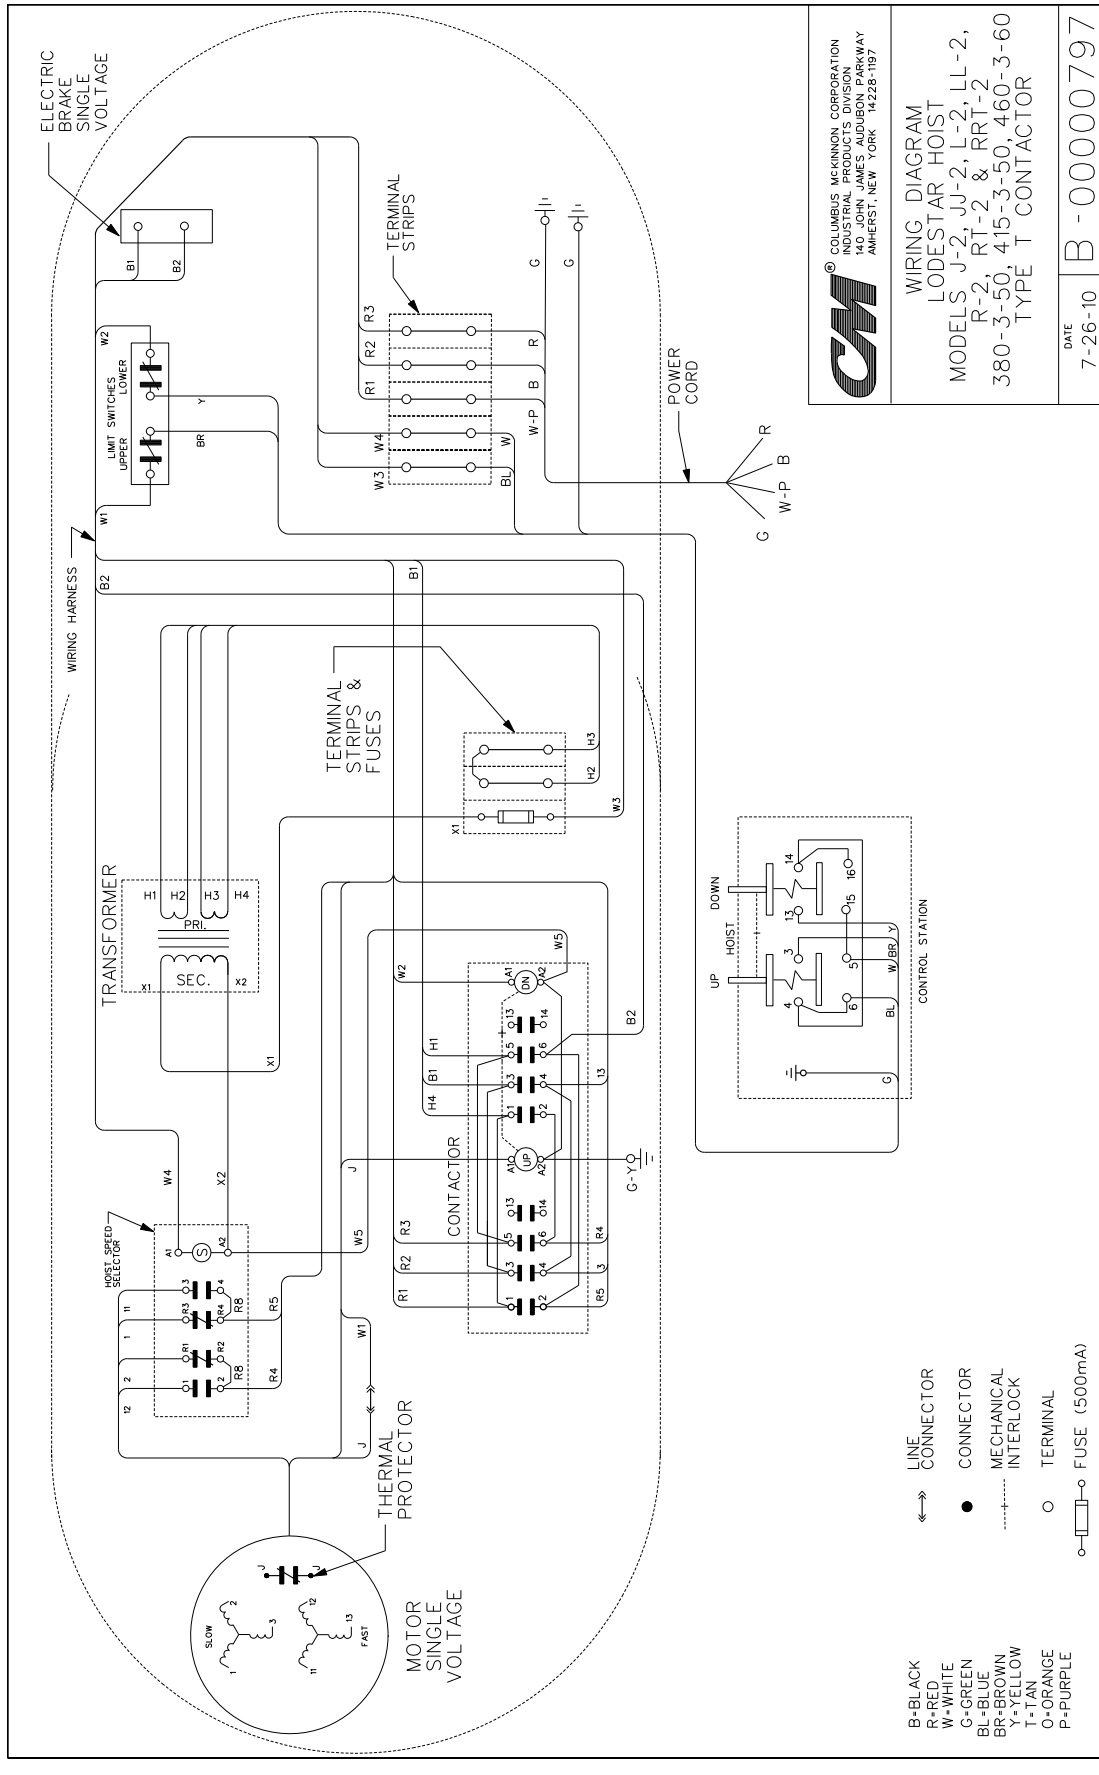 ELECTRIC
BRAKE
SINGLE
VOLTAGE
B1
B2
W2
LIMIT SWITCHES
UPPER
LOWER
Y
BR
W1
WIRING HARNESS
B2
TERMINAL
STRIPS
R3
R2
R1
W4
W3
R
B
W-P
W
BL
G
G
POWER
CORD
R
B
W-P
G
B1
TERMINAL
STRIPS &
FUSES
H3
H2
W3
X1
TRANSFORMER
H1
H2
H3
H4
PRI.
SEC.
X1
X2
X1
W4
X2
HOIST SPEED
SELECTOR
A1
S
A2
3
4
R3
R4
R1
R2
1
2
R8
R8
11
1
2
12
R5
R4
W5
J
W1
J
THERMAL
PROTECTOR
CONTACTOR
W2
W5
A1
DN
A2
13
14
5
6
3
4
1
2
H1
B1
H4
B2
13
A1
UP
A2
G-Y
13
14
5
6
3
4
1
2
R3
R2
R1
R4
3
R5
MOTOR
SINGLE
VOLTAGE
SLOW
1
2
3
FAST
11
12
13
J
J
HOIST
UP
DOWN
4
3
13
14
6
5
15
16
BL
W
BR
Y
G
CONTROL STATION
LINE
CONNECTOR
CONNECTOR
MECHANICAL
INTERLOCK
TERMINAL
FUSE (500mA)
B=BLACK
R=RED
W=WHITE
G=GREEN
BL=BLUE
BR=BROWN
Y=YELLOW
T=TAN
O=ORANGE
P=PURPLE
CM ®
COLUMBUS MCKINNON CORPORATION
INDUSTRIAL PRODUCTS DIVISION
140 JOHN JAMES AUDUBON PARKWAY
AMHERST, NEW YORK 14228-1197
WIRING DIAGRAM
LODESTAR HOIST
MODELS J-2, JJ-2, L-2, LL-2,
R-2, RT-2 & RRT-2
380-3-50, 415-3-50, 460-3-60
TYPE T CONTACTOR
DATE
7-26-10
B -00000797